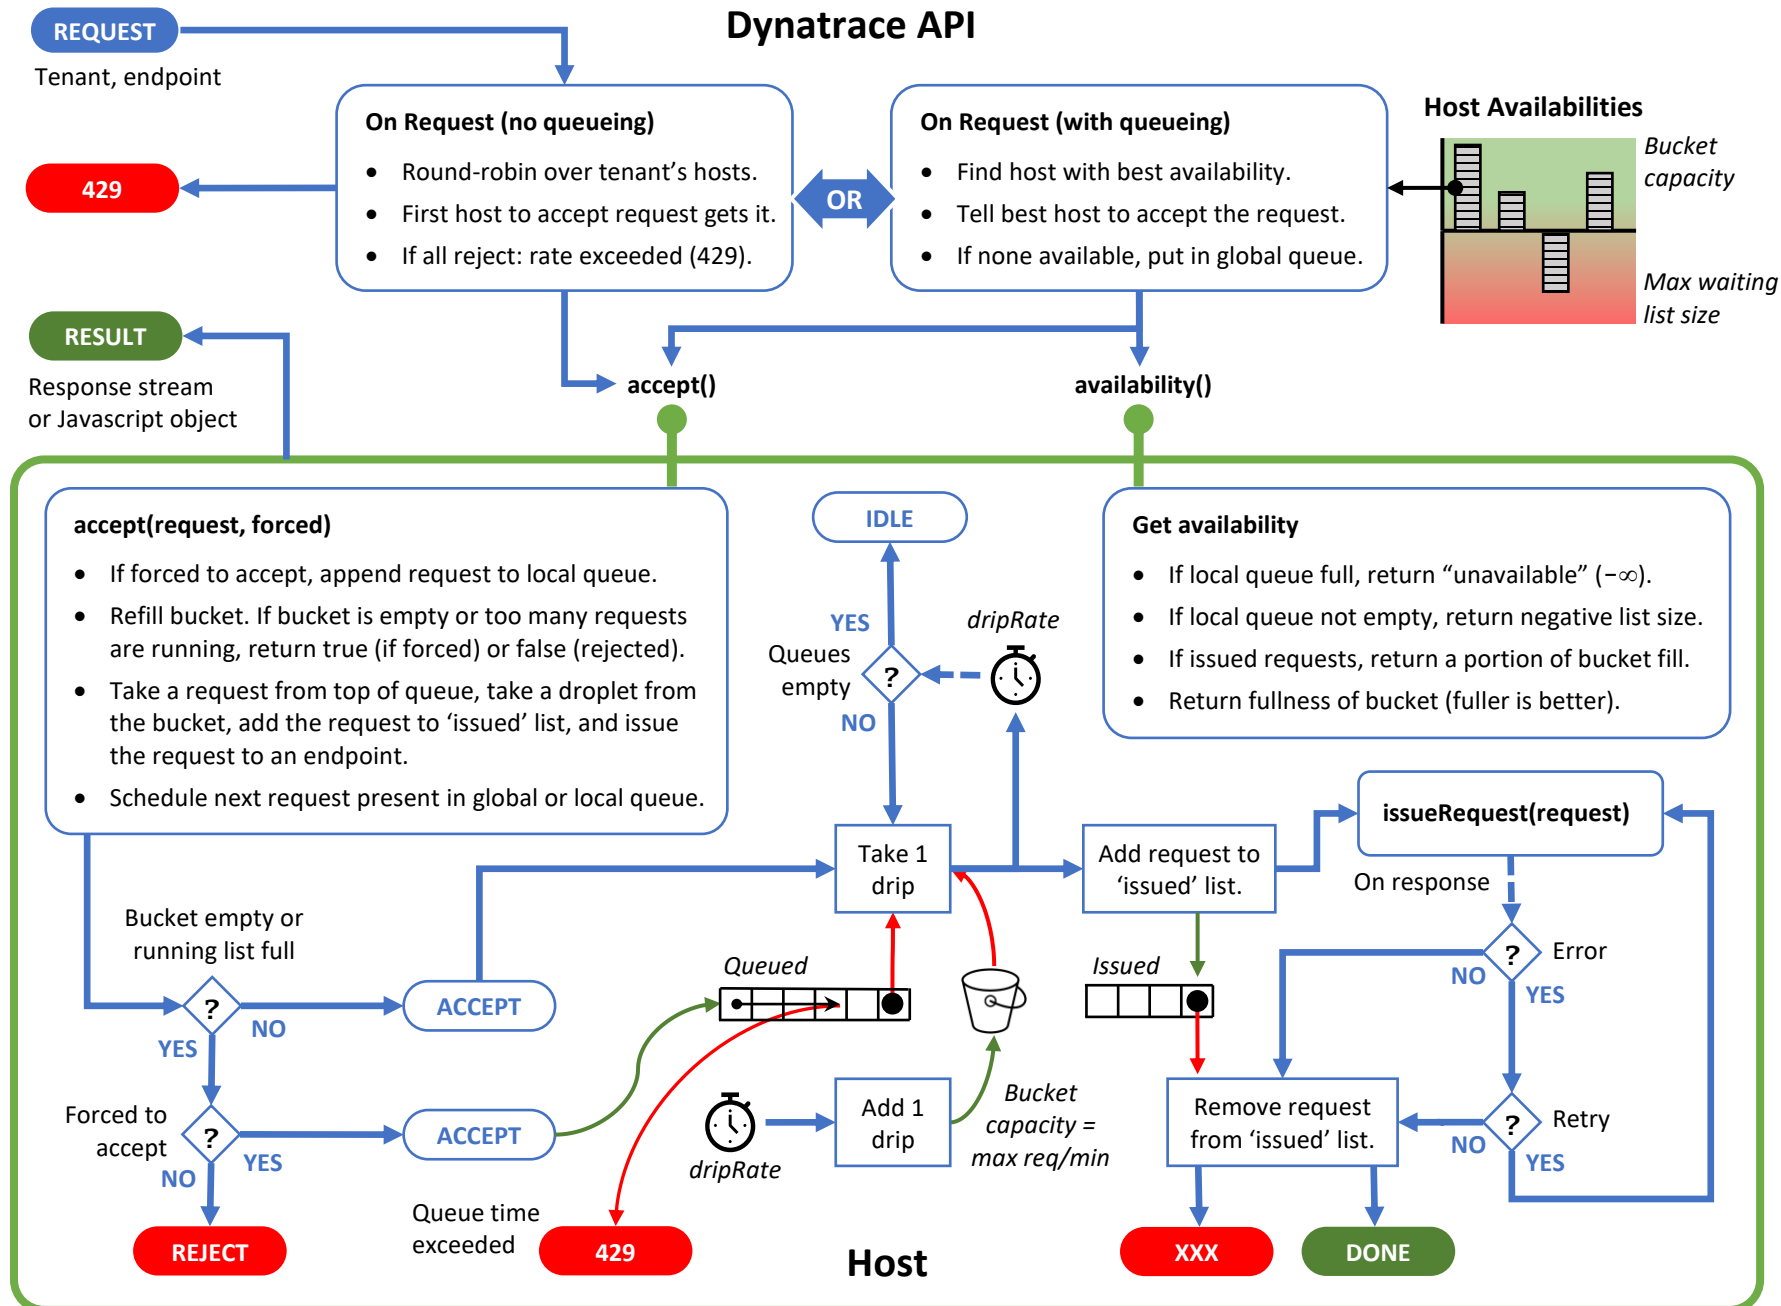 Dynatrace API
REQUEST
Tenant, endpoint
On Request (no queueing)
• Round-robin over tenant's hosts.
• First host to accept request gets it.
• If all reject: rate exceeded (429).
OR
On Request (with queueing)
• Find host with best availability.
• Tell best host to accept the request.
• If none available, put in global queue.
Host Availabilities
Bucket
capacity
Max waiting
list size
429
RESULT
Response stream
or Javascript object
accept()
availability()
accept(request, forced)
• If forced to accept, append request to local queue.
• Refill bucket. If bucket is empty or too many requests
are running, return true (if forced) or false (rejected).
• Take a request from top of queue, take a droplet from
the bucket, add the request to ‘issued’ list, and issue
the request to an endpoint.
• Schedule next request present in global or local queue.
IDLE
YES
Queues
empty
?
NO
dripRate
Get availability
• If local queue full, return “unavailable” (−∞).
• If local queue not empty, return negative list size.
• If issued requests, return a portion of bucket fill.
• Return fullness of bucket (fuller is better).
Take 1
drip
Add request to
‘issued’ list.
issueRequest(request)
On response
Bucket empty or
running list full
?
NO
YES
ACCEPT
Queued
Issued
?
Error
NO
YES
Forced to
accept
?
YES
NO
ACCEPT
dripRate
Add 1
drip
Bucket
capacity =
max req/min
Remove request
from ‘issued’ list.
?
Retry
NO
YES
REJECT
Queue time
exceeded
429
Host
XXX
DONE